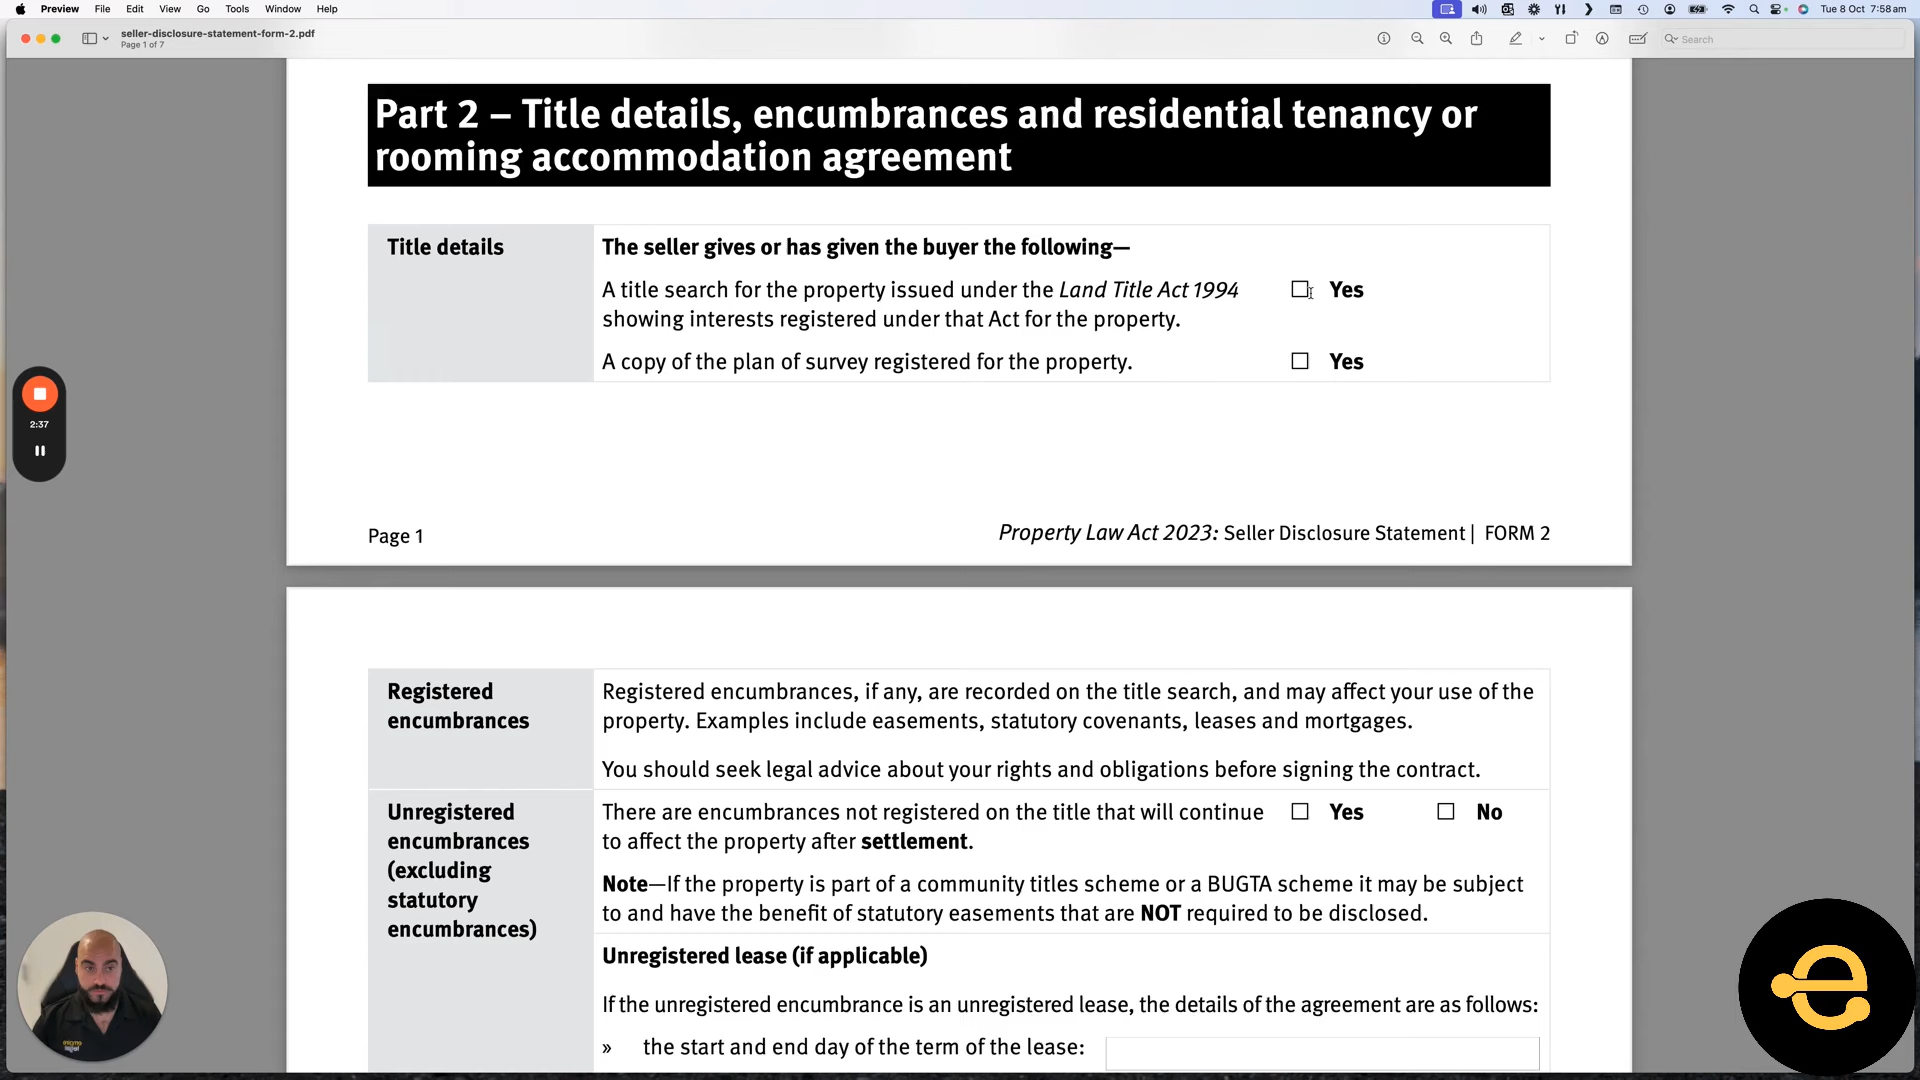 Preview File Edit View Go Tools Window Help
Tue 8 Oct 7:58 am
seller-disclosure-statement-form-2.pdf
Page 1 of 7
Search
Part 2 – Title details, encumbrances and residential tenancy or
rooming accommodation agreement
Title details
The seller gives or has given the buyer the following—
A title search for the property issued under the Land Title Act 1994
showing interests registered under that Act for the property.
☐ Yes
A copy of the plan of survey registered for the property.
☐ Yes
2:37
Page 1
Property Law Act 2023: Seller Disclosure Statement | FORM 2
Registered
encumbrances
Registered encumbrances, if any, are recorded on the title search, and may affect your use of the
property. Examples include easements, statutory covenants, leases and mortgages.
You should seek legal advice about your rights and obligations before signing the contract.
Unregistered
encumbrances
(excluding
statutory
encumbrances)
There are encumbrances not registered on the title that will continue
to affect the property after settlement.
☐ Yes ☐ No
Note—If the property is part of a community titles scheme or a BUGTA scheme it may be subject
to and have the benefit of statutory easements that are NOT required to be disclosed.
Unregistered lease (if applicable)
If the unregistered encumbrance is an unregistered lease, the details of the agreement are as follows:
» the start and end day of the term of the lease: